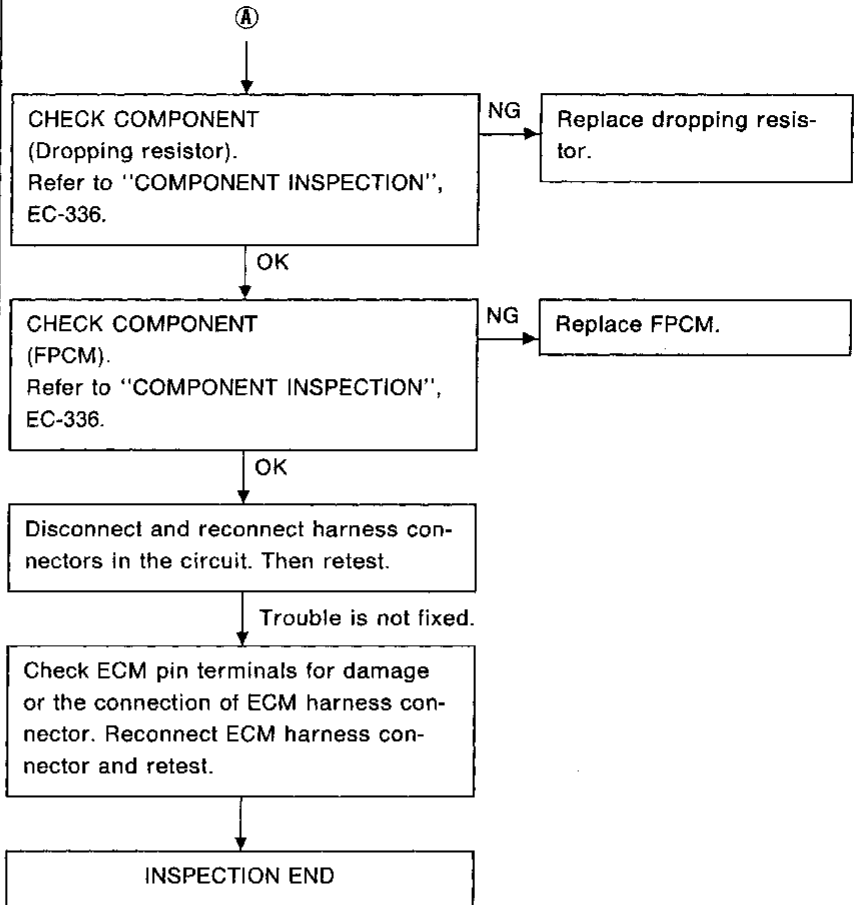 Ⓐ
CHECK COMPONENT
(Dropping resistor).
Refer to "COMPONENT INSPECTION",
EC-336.
NG
Replace dropping resis-
tor.
OK
CHECK COMPONENT
(FPCM).
Refer to "COMPONENT INSPECTION",
EC-336.
NG
Replace FPCM.
OK
Disconnect and reconnect harness con-
nectors in the circuit. Then retest.
Trouble is not fixed.
Check ECM pin terminals for damage
or the connection of ECM harness con-
nector. Reconnect ECM harness con-
nector and retest.
INSPECTION END